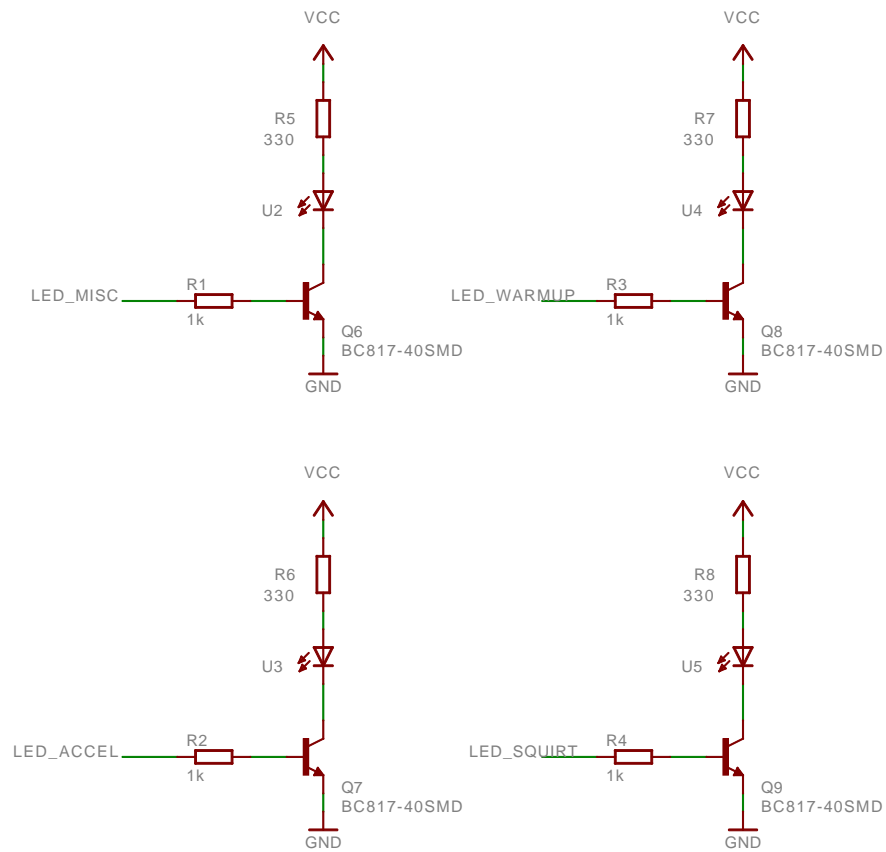 VCC
R5
330
U2
LED_MISC
R1
1k
Q6
BC817-40SMD
GND
VCC
R7
330
U4
LED_WARMUP
R3
1k
Q8
BC817-40SMD
GND
VCC
R6
330
U3
LED_ACCEL
R2
1k
Q7
BC817-40SMD
GND
VCC
R8
330
U5
LED_SQUIRT
R4
1k
Q9
BC817-40SMD
GND